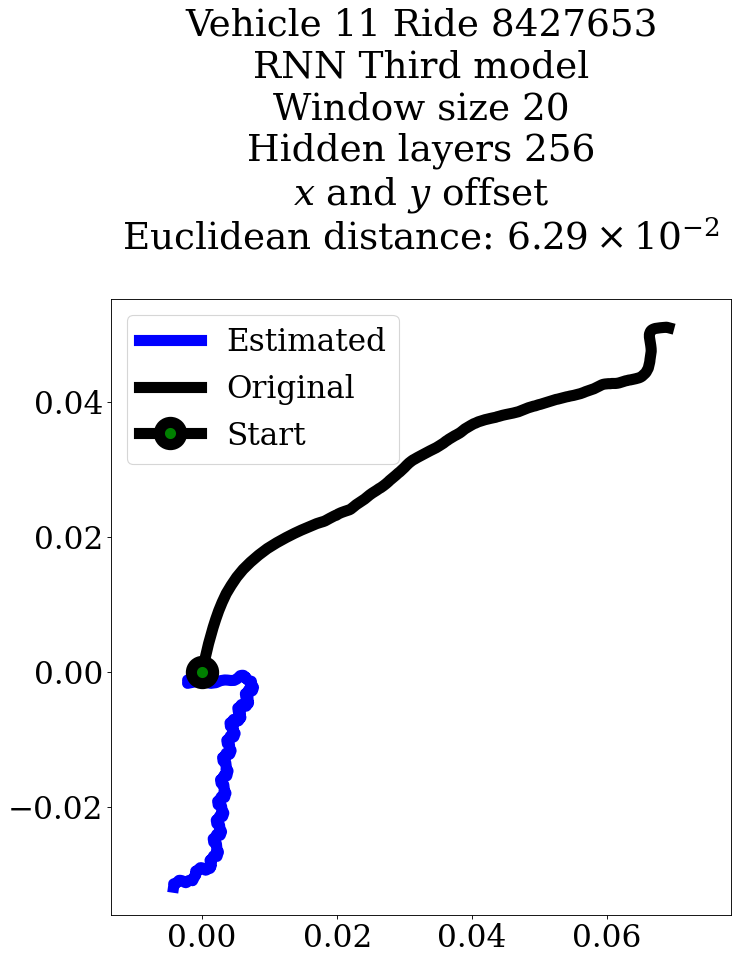 Vehicle 11 Ride 8427653
RNN Third model
Window size 20
Hidden layers 256
x and y offset
Euclidean distance: 6.29 × 10⁻²
Estimated
Original
Start
0.04
0.02
0.00
−0.02
0.00 0.02 0.04 0.06